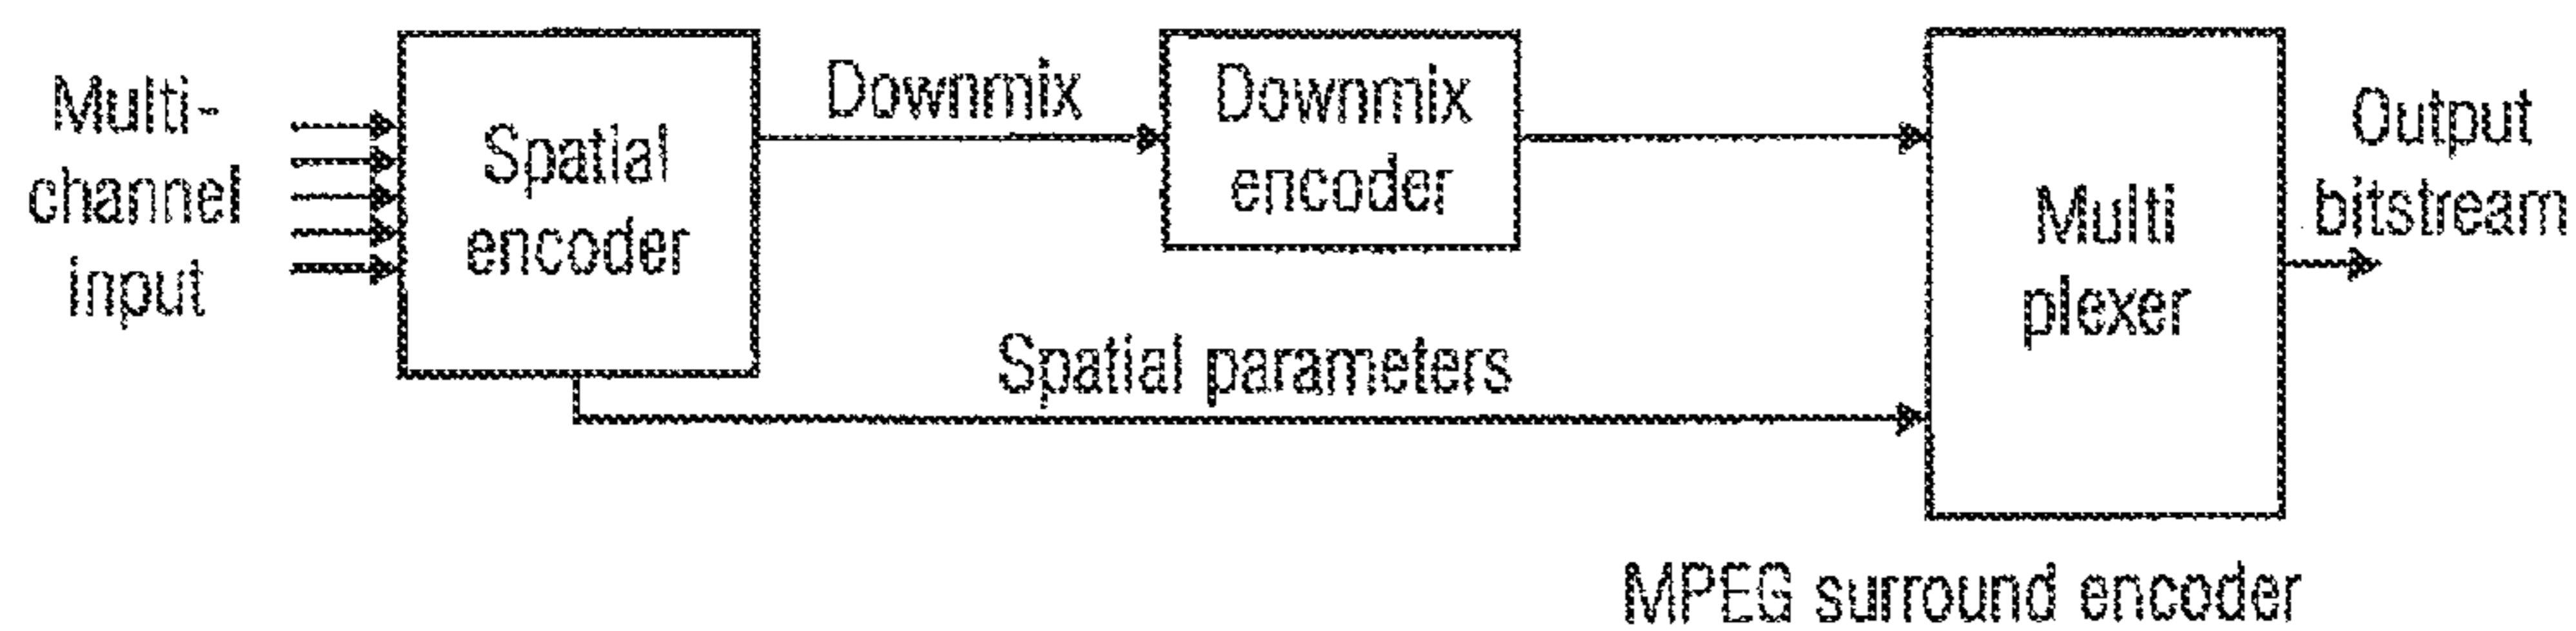 Multi-
channel
input
Spatial
encoder
Downmix
Downmix
encoder
Spatial parameters
Multi
plexer
Output
bitstream
MPEG surround encoder